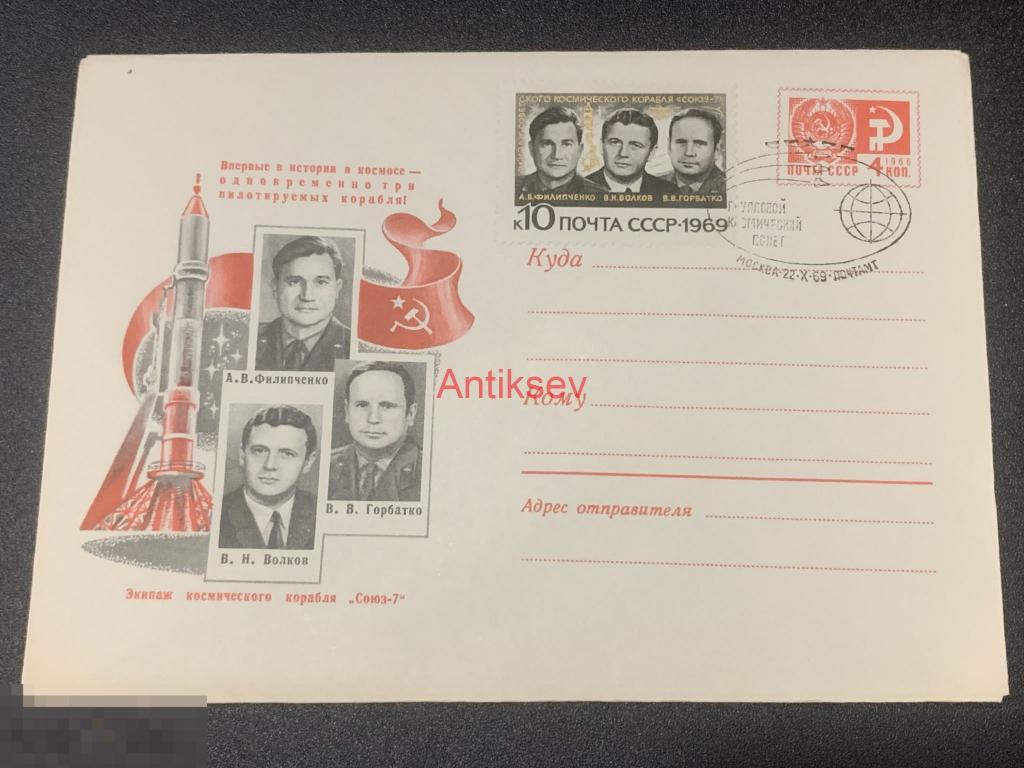 Впервые в истории в космосе —
одновременно три
пилотируемых корабля!
А.В.Филипченко
В. В. Горбатко
В. Н. Волков
Экипаж космического корабля „Союз-7“
КОСМИЧЕСКОГО КОРАБЛЯ «СОЮЗ-7»
А.В.ФИЛИПЧЕНКО В.Н.ВОЛКОВ В.В.ГОРБАТКО
к10 ПОЧТА СССР·1969
1966
ПОЧТА СССР 4 КОП.
КОСМИЧЕСКИЙ
ПОЛЕТ
МОСКВА·22·X·69·ПОЧТАМТ
Куда
Antiksev
Кому
Адрес отправителя